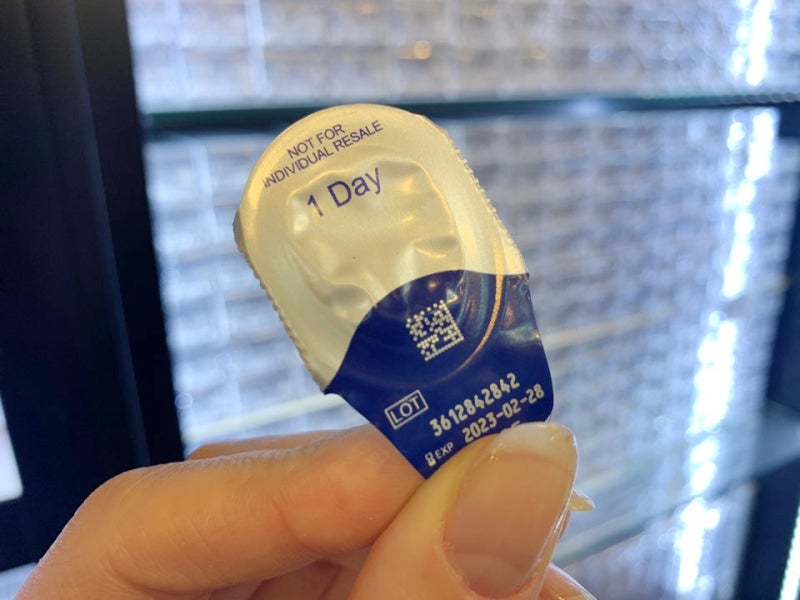 NOT FOR
INDIVIDUAL RESALE
1 Day
LOT
3612842842
EXP 2023-02-28